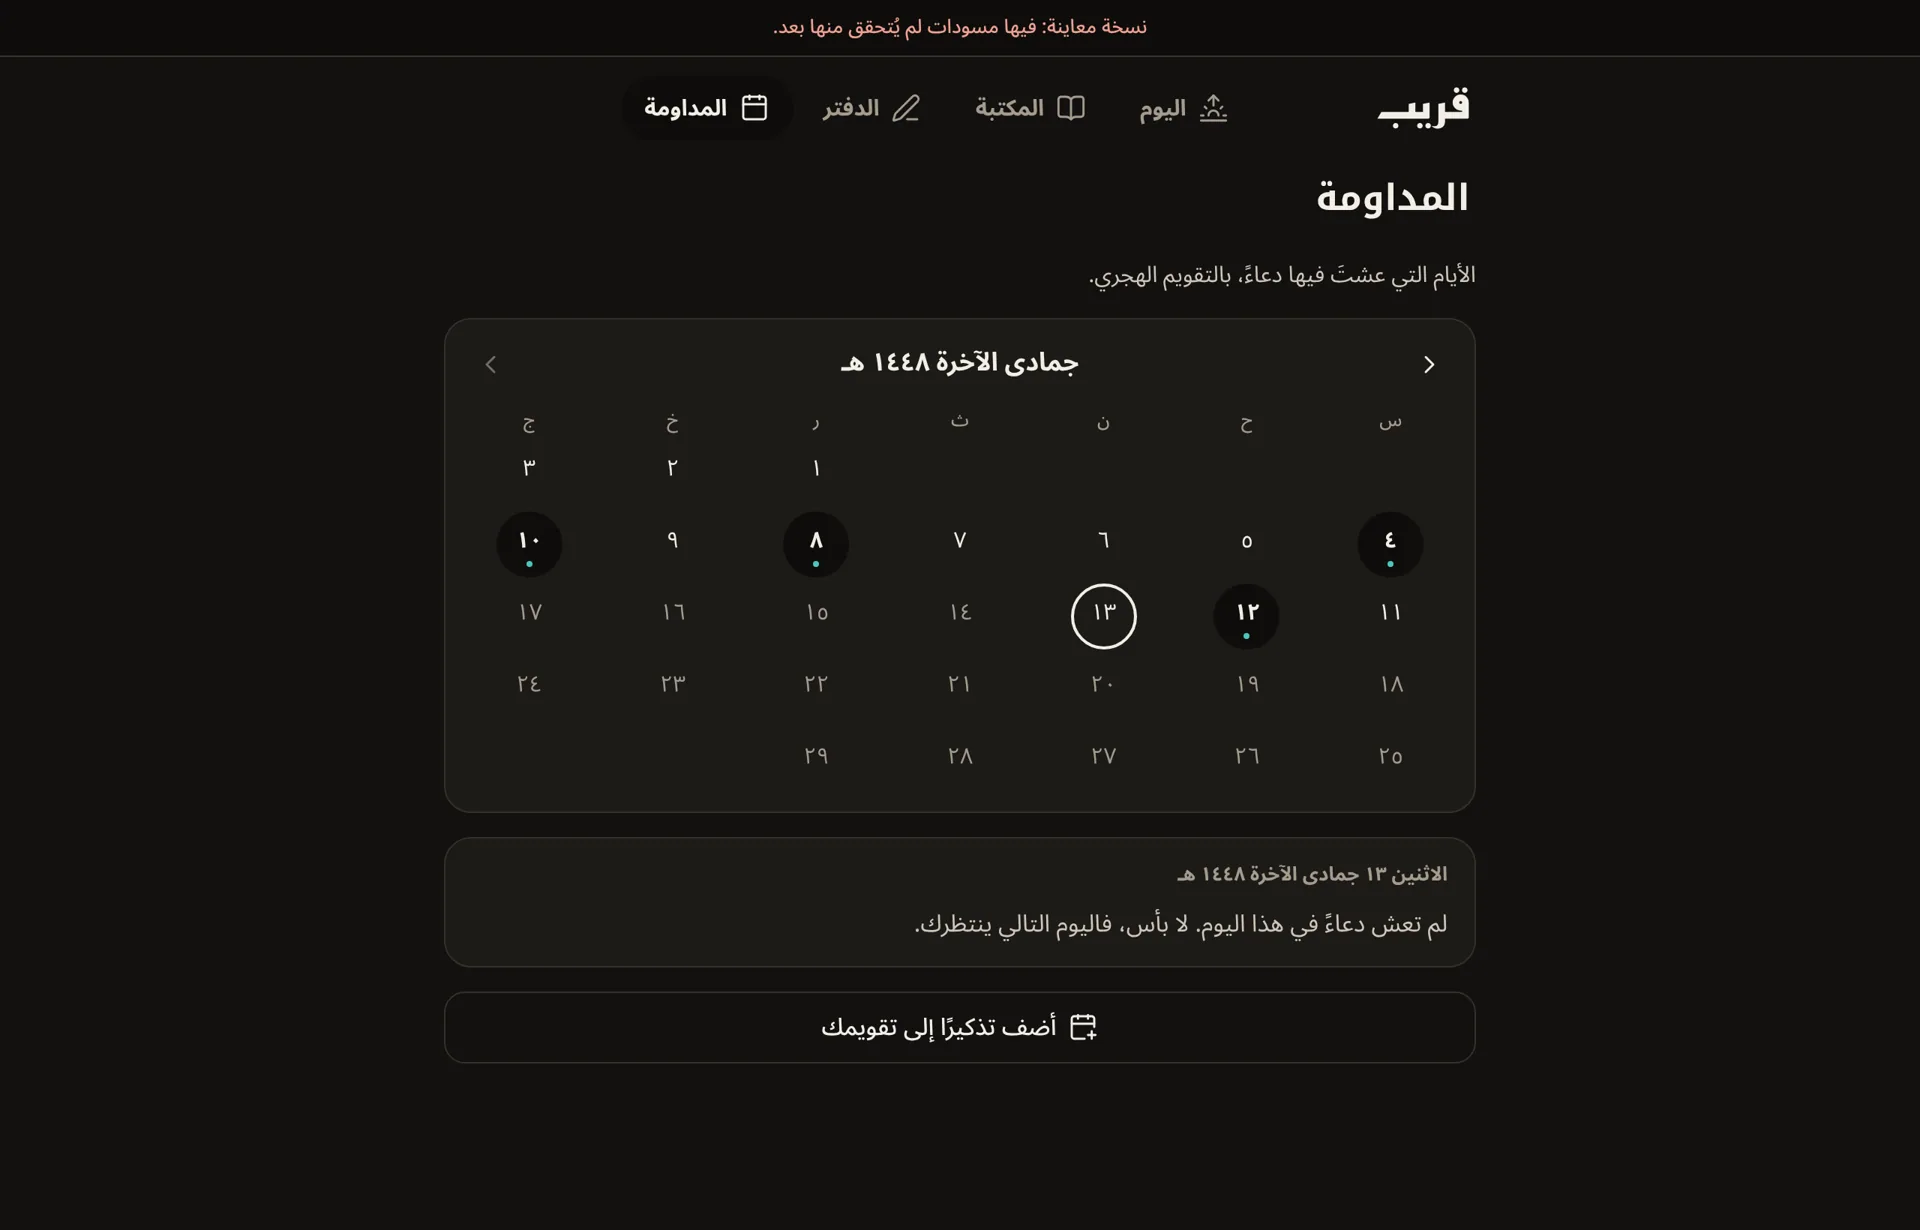 نسخة معاينة: فيها مسودات لم يُتحقق منها بعد.
قريب اليوم المكتبة الدفتر المداومة
المداومة
الأيام التي عشتَ فيها دعاءً، بالتقويم الهجري.
جمادى الآخرة ١٤٤٨ هـ
س ح ن ث ر خ ج
١ ٢ ٣
٤ ٥ ٦ ٧ ٨ ٩ ١٠
١١ ١٢ ١٣ ١٤ ١٥ ١٦ ١٧
١٨ ١٩ ٢٠ ٢١ ٢٢ ٢٣ ٢٤
٢٥ ٢٦ ٢٧ ٢٨ ٢٩
الاثنين ١٣ جمادى الآخرة ١٤٤٨ هـ
لم تعش دعاءً في هذا اليوم. لا بأس، فاليوم التالي ينتظرك.
أضف تذكيرًا إلى تقويمك